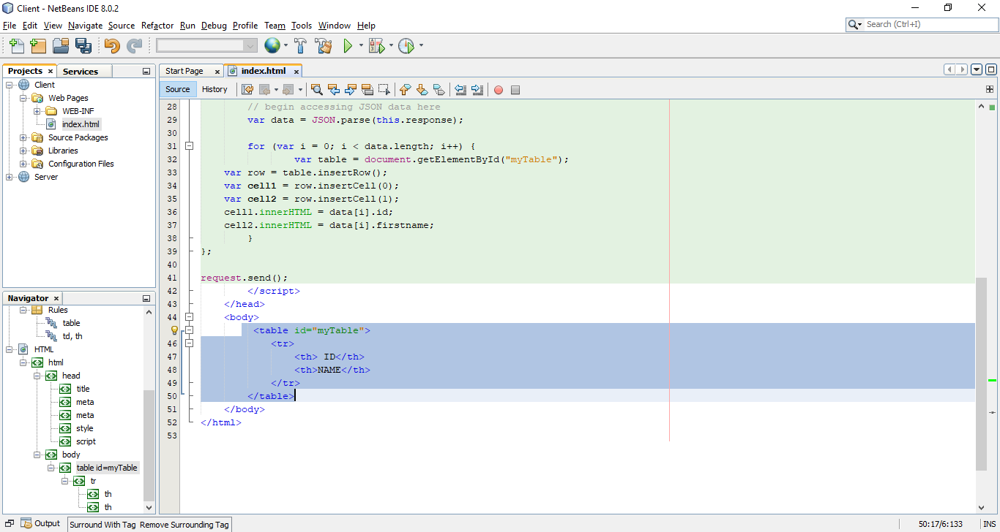 Client - NetBeans IDE 8.0.2
File Edit View Navigate Source Refactor Run Debug Profile Team Tools Window Help
Search (Ctrl+I)
Projects x Services
Client
Web Pages
WEB-INF
index.html
Source Packages
Libraries
Configuration Files
Server
Navigator x
Rules
table
td, th
HTML
html
head
title
meta
meta
style
script
body
table id=myTable
tr
th
th
Start Page x index.html x
Source History
28 // begin accessing JSON data here
29 var data = JSON.parse(this.response);
30
31 for (var i = 0; i < data.length; i++) {
32 var table = document.getElementById("myTable");
33 var row = table.insertRow();
34 var cell1 = row.insertCell(0);
35 var cell2 = row.insertCell(1);
36 cell1.innerHTML = data[i].id;
37 cell2.innerHTML = data[i].firstname;
38 }
39 };
40
41 request.send();
42 </script>
43 </head>
44 <body>
<table id="myTable">
46 <tr>
47 <th> ID</th>
48 <th>NAME</th>
49 </tr>
50 </table>
51 </body>
52 </html>
53
Output Surround With Tag Remove Surrounding Tag
50:17/6:133 INS